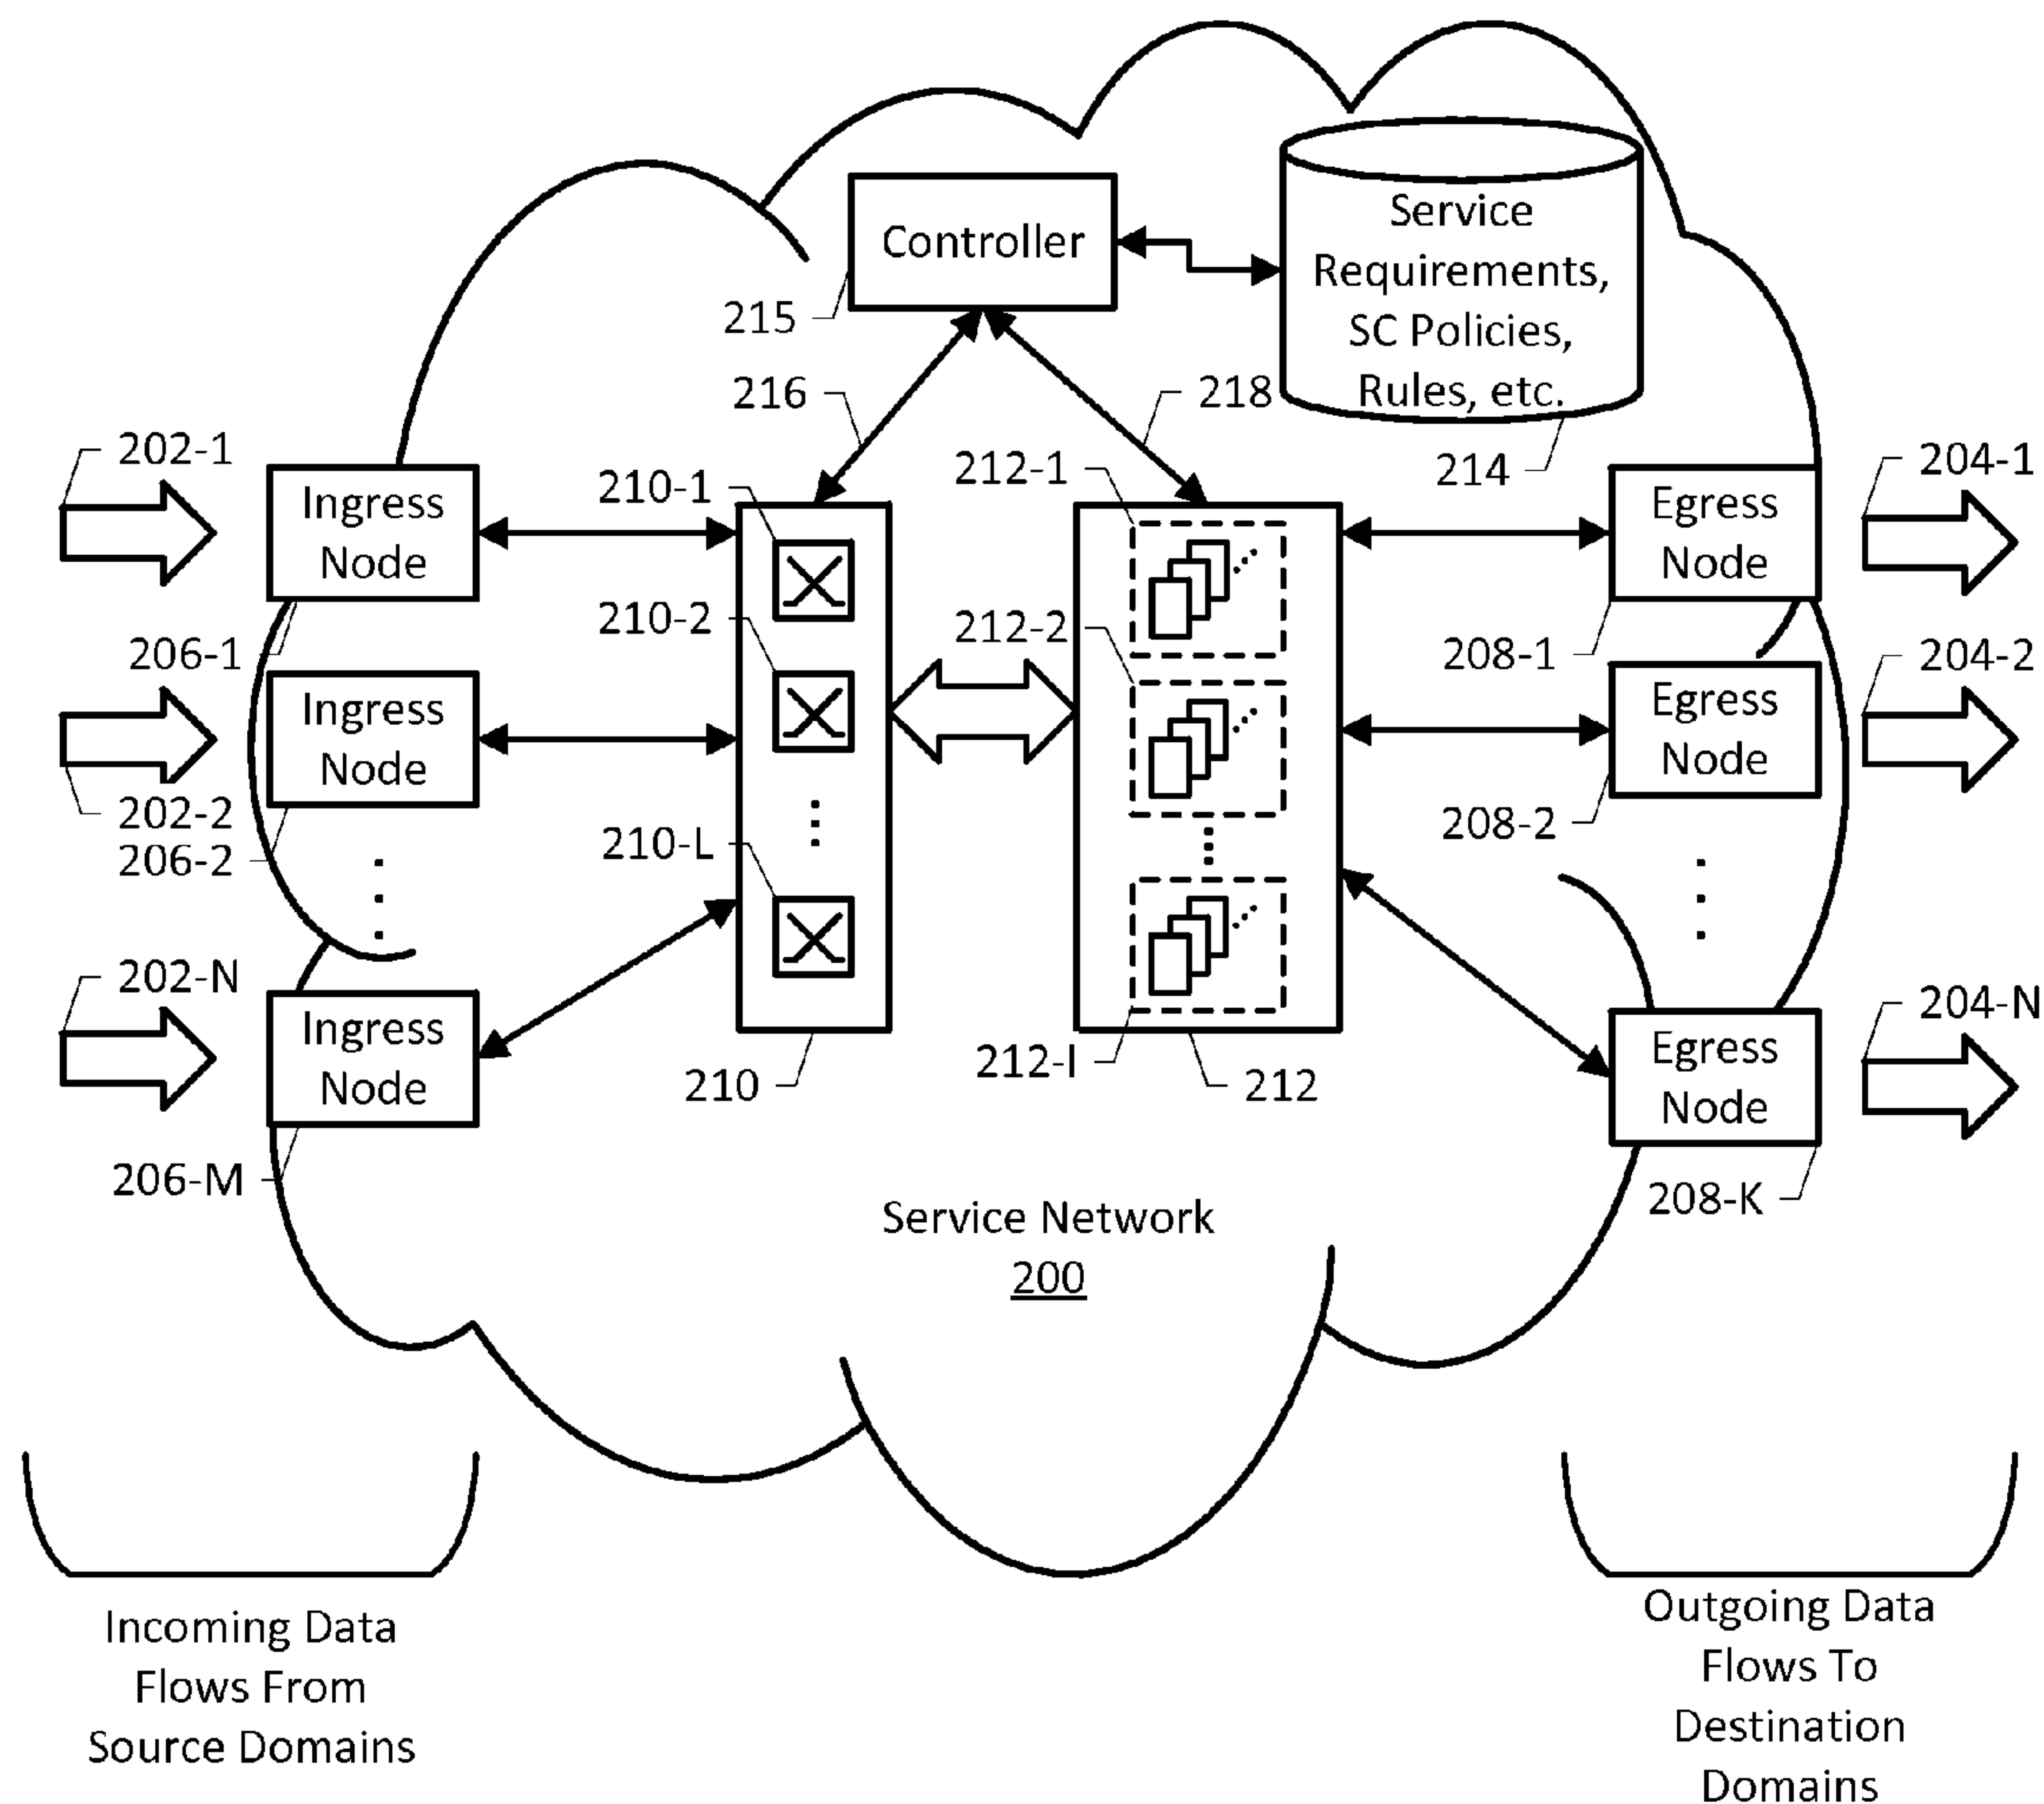 Controller
Service
Requirements,
SC Policies,
Rules, etc.
215
216
218
214
202-1
Ingress
Node
206-1
202-2
Ingress
Node
206-2
202-N
Ingress
Node
206-M
210-1
210-2
210-L
210
212-1
212-2
212-I
212
Egress
Node
208-1
204-1
Egress
Node
208-2
204-2
Egress
Node
208-K
204-N
Service Network
200
Incoming Data
Flows From
Source Domains
Outgoing Data
Flows To
Destination
Domains